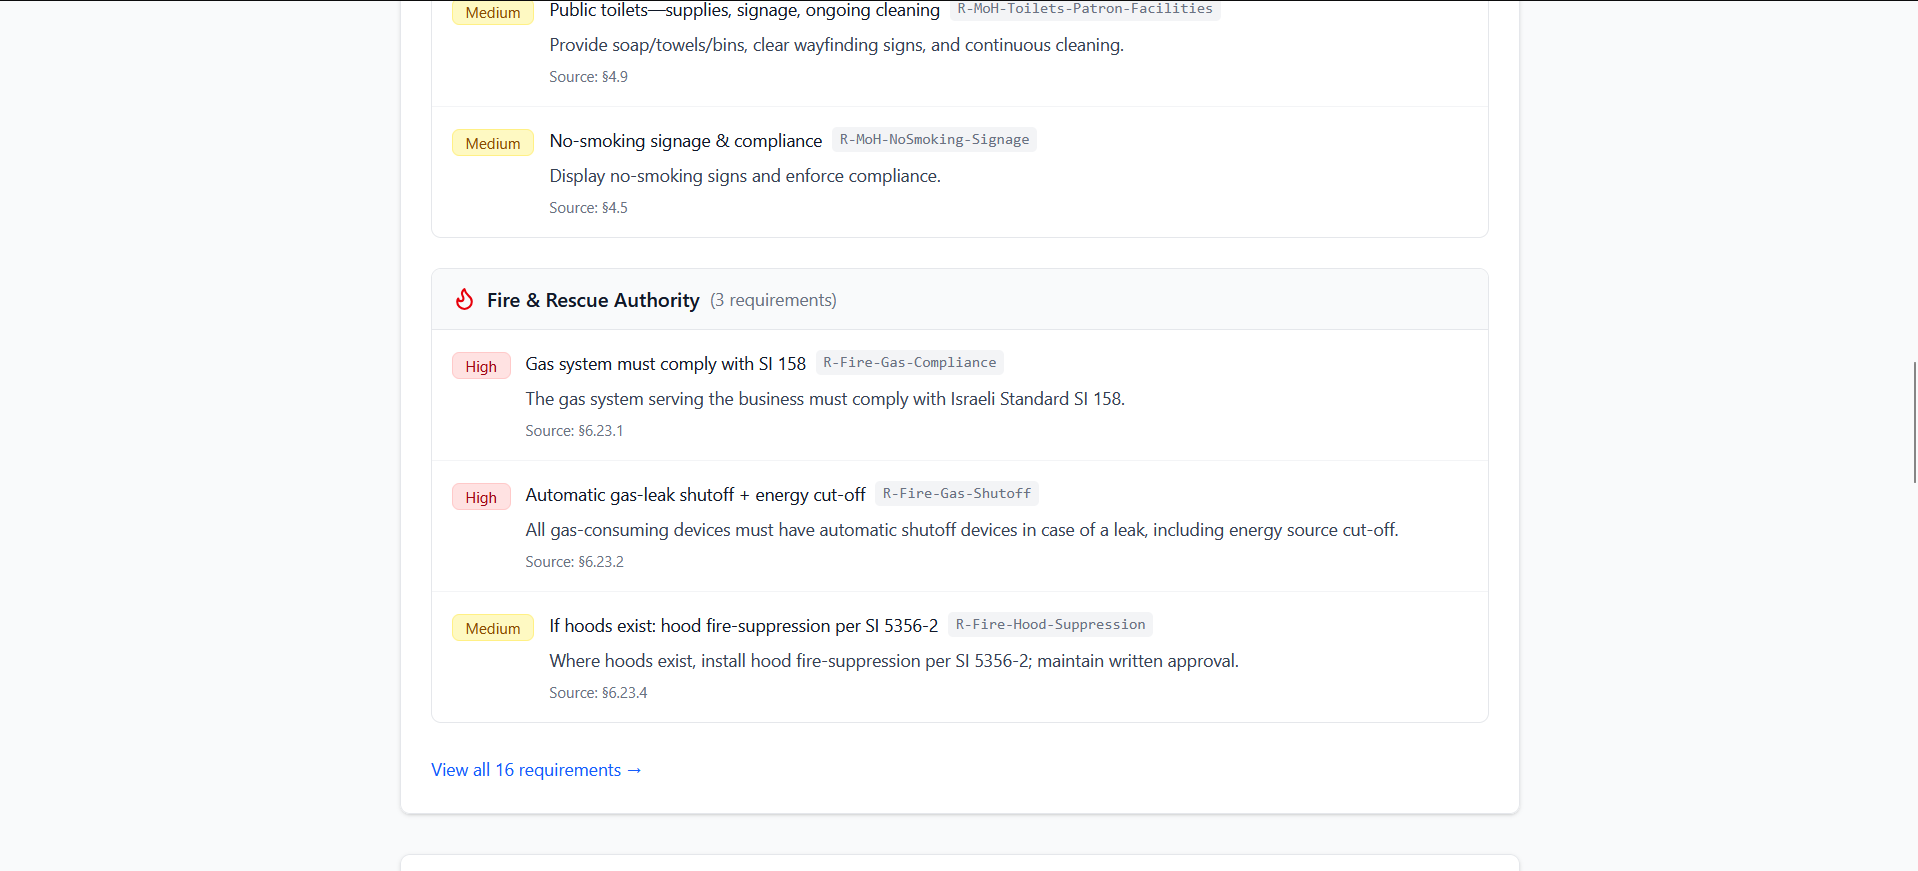 Medium Public toilets—supplies, signage, ongoing cleaning R-MoH-Toilets-Patron-Facilities
Provide soap/towels/bins, clear wayfinding signs, and continuous cleaning.
Source: §4.9
Medium No-smoking signage & compliance R-MoH-NoSmoking-Signage
Display no-smoking signs and enforce compliance.
Source: §4.5
Fire & Rescue Authority (3 requirements)
High Gas system must comply with SI 158 R-Fire-Gas-Compliance
The gas system serving the business must comply with Israeli Standard SI 158.
Source: §6.23.1
High Automatic gas-leak shutoff + energy cut-off R-Fire-Gas-Shutoff
All gas-consuming devices must have automatic shutoff devices in case of a leak, including energy source cut-off.
Source: §6.23.2
Medium If hoods exist: hood fire-suppression per SI 5356-2 R-Fire-Hood-Suppression
Where hoods exist, install hood fire-suppression per SI 5356-2; maintain written approval.
Source: §6.23.4
View all 16 requirements →